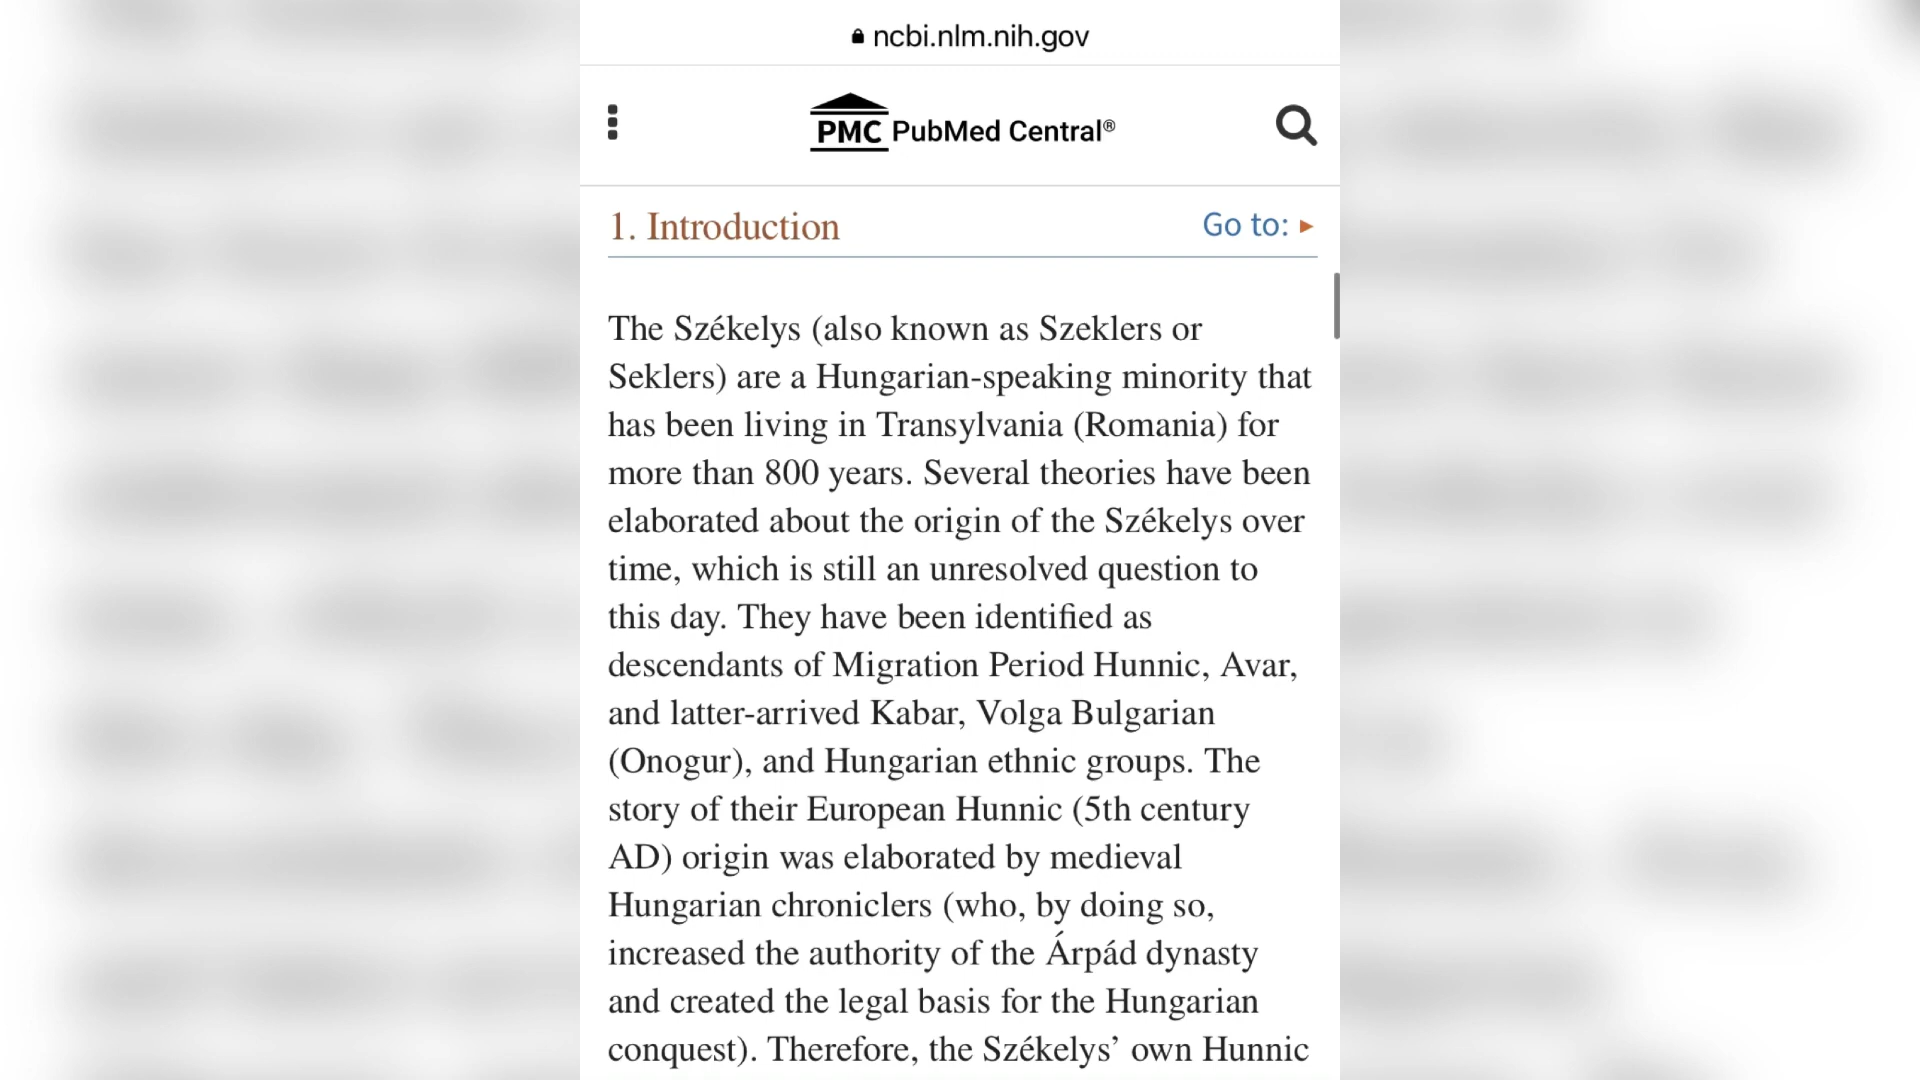 ncbi.nlm.nih.gov
PMC PubMed Central®
1. Introduction Go to: ▸
The Székelys (also known as Szeklers or
Seklers) are a Hungarian-speaking minority that
has been living in Transylvania (Romania) for
more than 800 years. Several theories have been
elaborated about the origin of the Székelys over
time, which is still an unresolved question to
this day. They have been identified as
descendants of Migration Period Hunnic, Avar,
and latter-arrived Kabar, Volga Bulgarian
(Onogur), and Hungarian ethnic groups. The
story of their European Hunnic (5th century
AD) origin was elaborated by medieval
Hungarian chroniclers (who, by doing so,
increased the authority of the Árpád dynasty
and created the legal basis for the Hungarian
conquest). Therefore, the Székelys’ own Hunnic